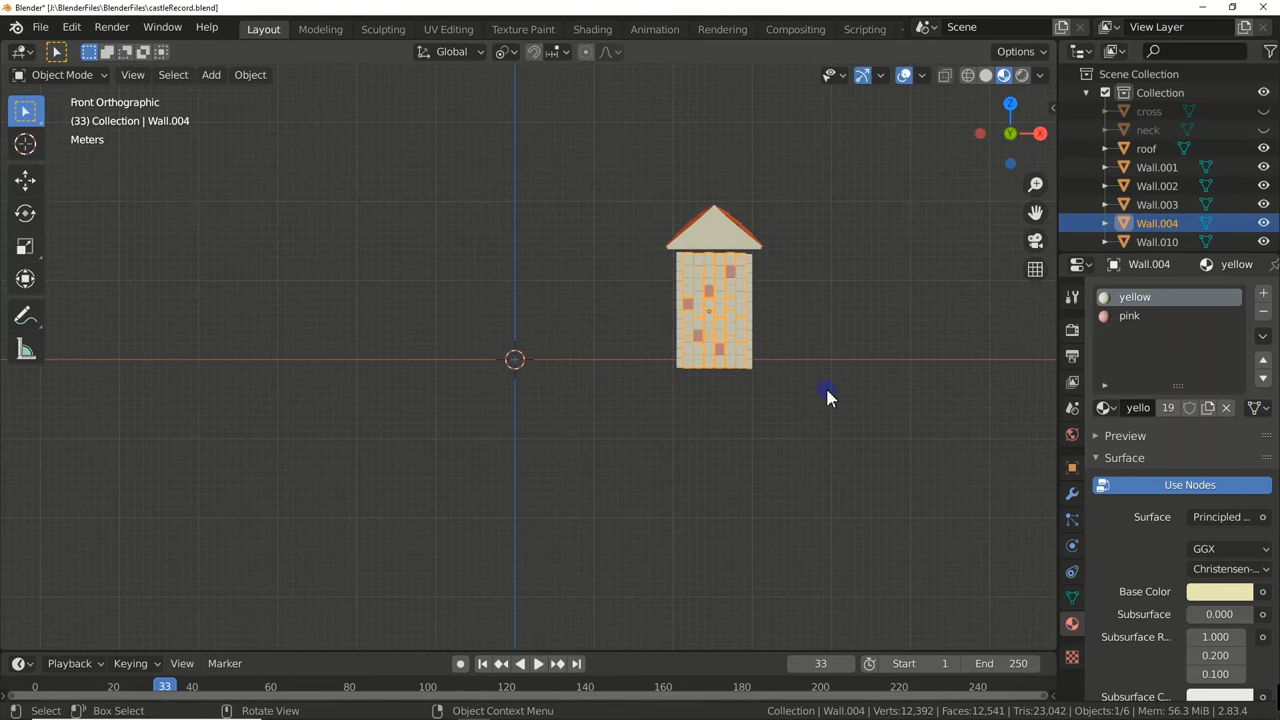 Blender* [J:\BlenderFiles\BlenderFiles\castleRecord.blend]
File Edit Render Window Help Layout Modeling Sculpting UV Editing Texture Paint Shading Animation Rendering Compositing Scripting Scene View Layer
Global Options
Object Mode View Select Add Object
Front Orthographic
(33) Collection | Wall.004
Meters
Z
Y
X
Scene Collection
Collection
cross
neck
roof
Wall.001
Wall.002
Wall.003
Wall.004
Wall.010
Wall.004 yellow
yellow
pink
yello 19
Preview
Surface
Use Nodes
Surface Principled ...
GGX
Christensen-...
Base Color
Subsurface 0.000
Subsurface R... 1.000
0.200
0.100
Subsurface C...
Playback Keying View Marker 33 Start 1 End 250
0 20 33 40 60 80 100 120 140 160 180 200 220 240
Select Box Select Rotate View Object Context Menu Collection | Wall.004 | Verts:12,392 | Faces:12,541 | Tris:23,042 | Objects:1/6 | Mem: 56.3 MiB | 2.83.4